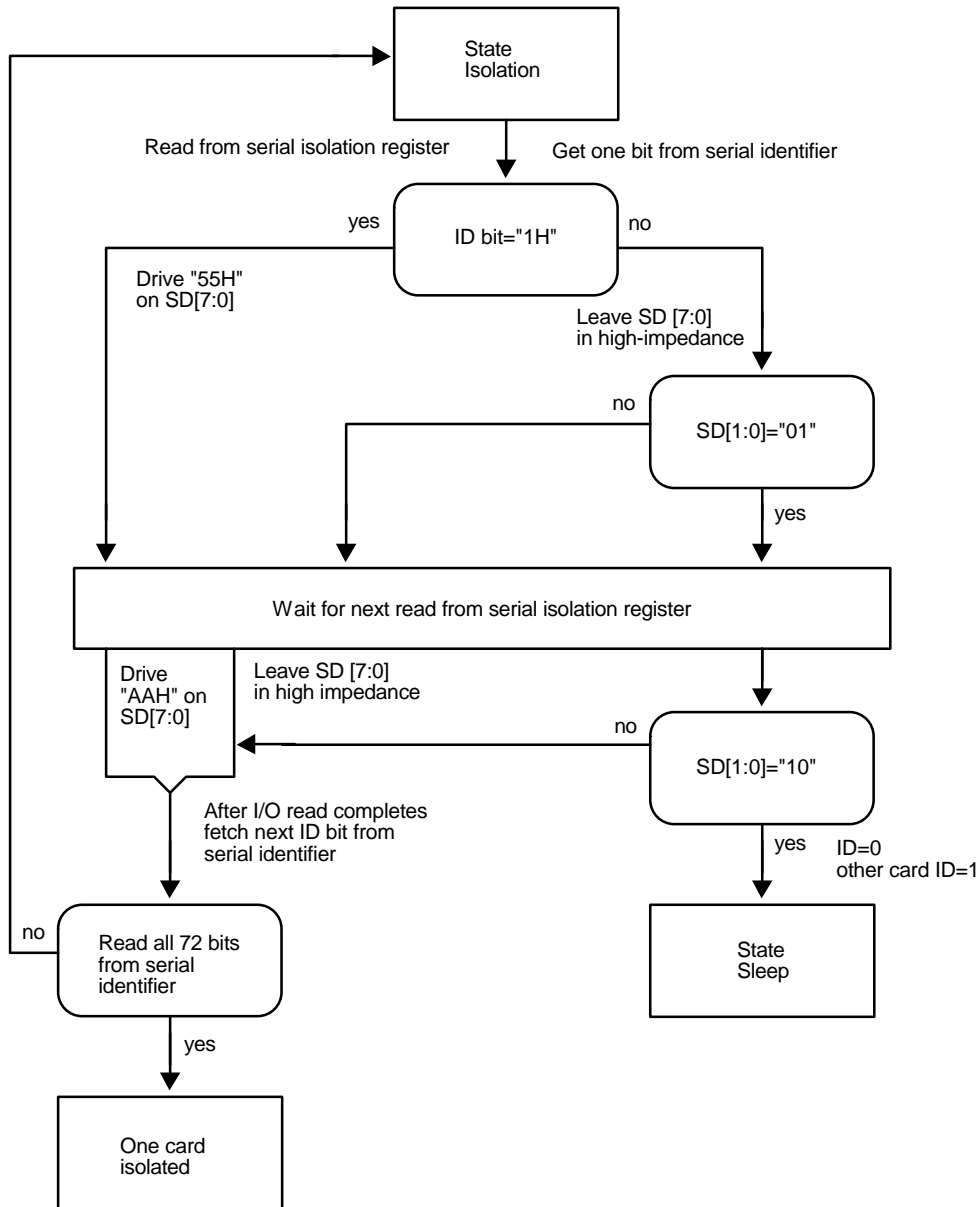 State
Isolation
Read from serial isolation register
Get one bit from serial identifier
yes
ID bit="1H"
no
Drive "55H"
on SD[7:0]
Leave SD [7:0]
in high-impedance
no
SD[1:0]="01"
yes
Wait for next read from serial isolation register
Drive
"AAH" on
SD[7:0]
Leave SD [7:0]
in high impedance
no
SD[1:0]="10"
After I/O read completes
fetch next ID bit from
serial identifier
yes
ID=0
other card ID=1
no
Read all 72 bits
from serial
identifier
State
Sleep
yes
One card
isolated